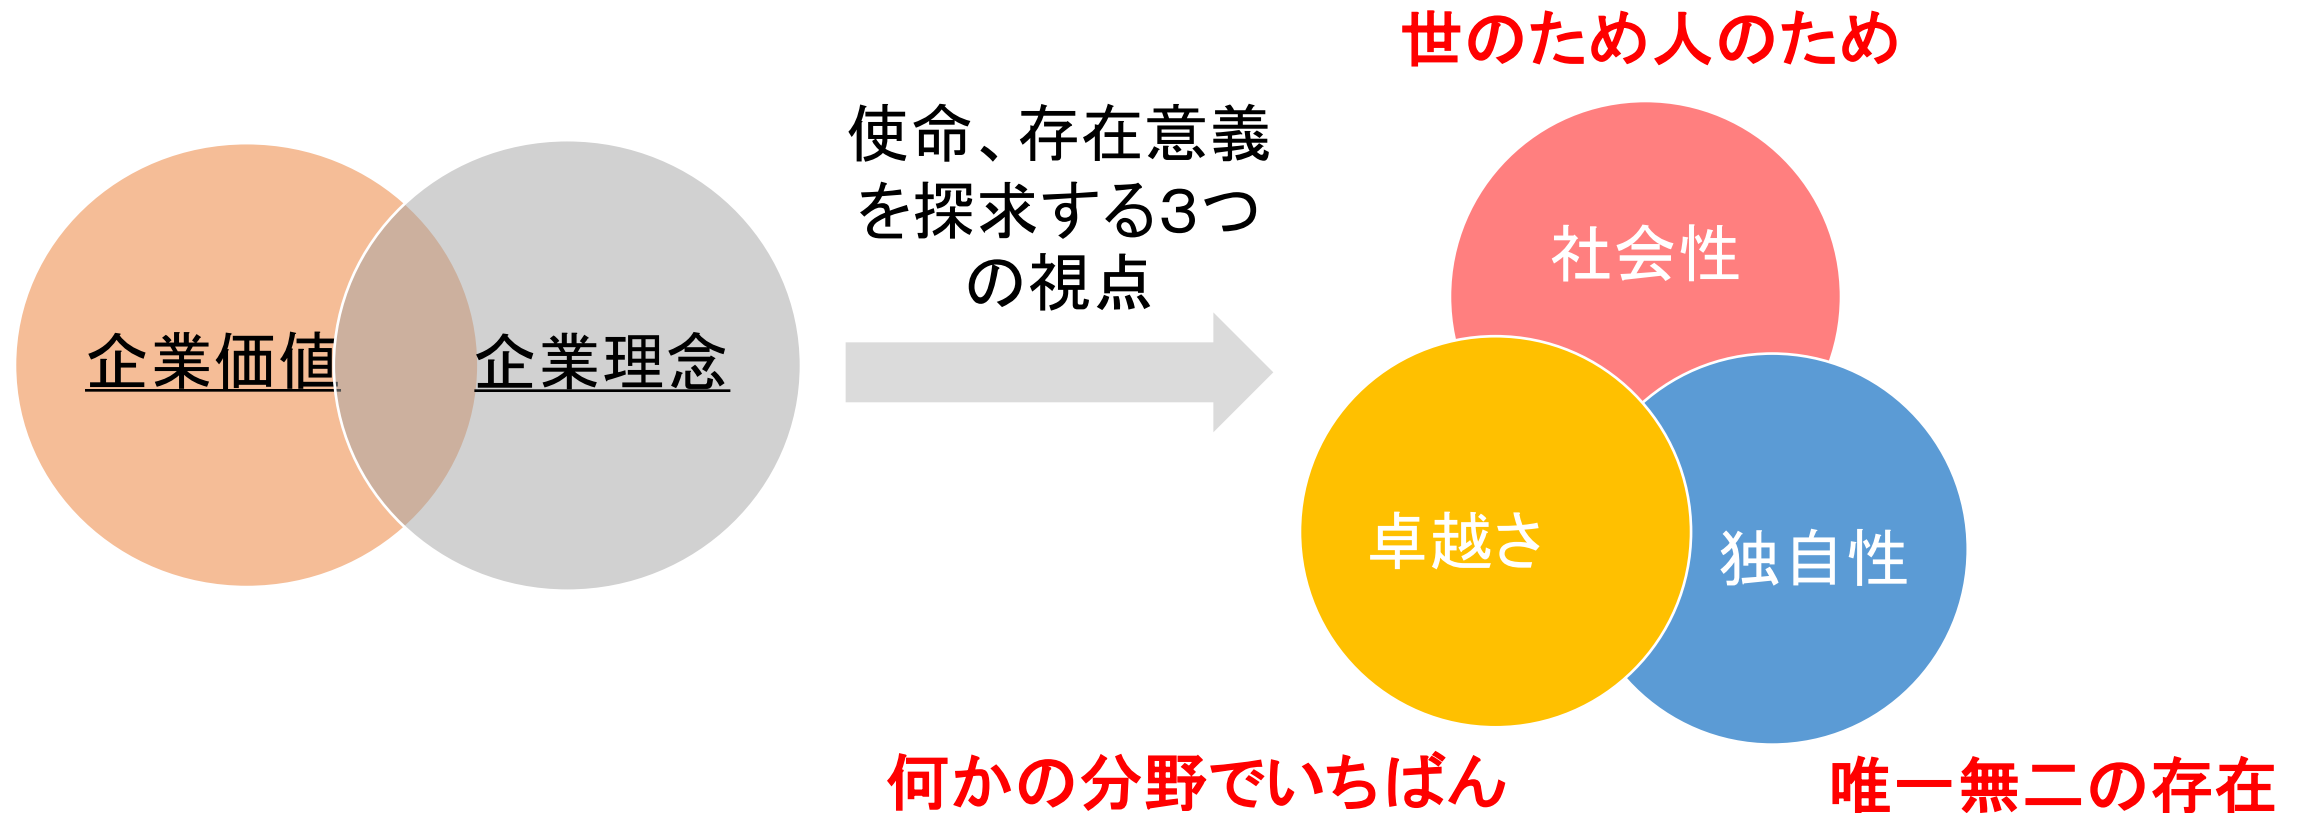 世のため人のため
使命、存在意義
を探求する３つ
の視点
企業価値
企業理念
社会性
卓越さ
独自性
何かの分野でいちばん
唯一無二の存在